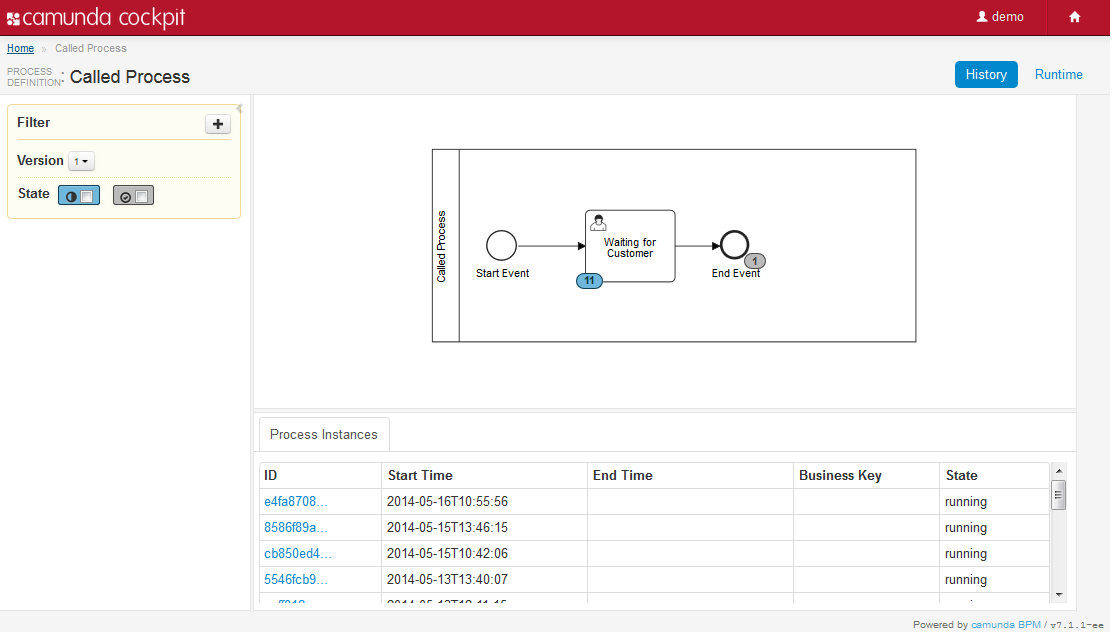 camunda cockpit
demo
Home » Called Process
PROCESS
DEFINITION: Called Process
History
Runtime
Filter
+
Version 1
State
Called Process
Start Event
Waiting for
Customer
11
End Event
1
Process Instances
ID Start Time End Time Business Key State
e4fa8708... 2014-05-16T10:55:56 running
8586f89a... 2014-05-15T13:46:15 running
cb850ed4... 2014-05-15T10:42:06 running
5546fcb9... 2014-05-13T13:40:07 running
Powered by camunda BPM / v7.1.1-ee